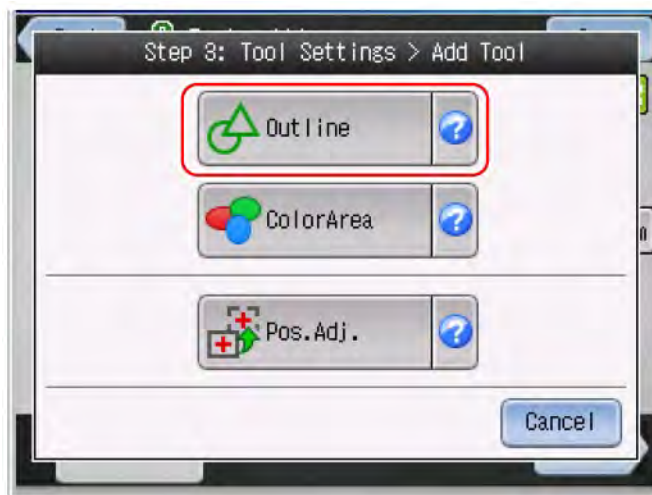 Step 3: Tool Settings > Add Tool
Outline
?
ColorArea
?
Pos.Adj.
?
Cancel